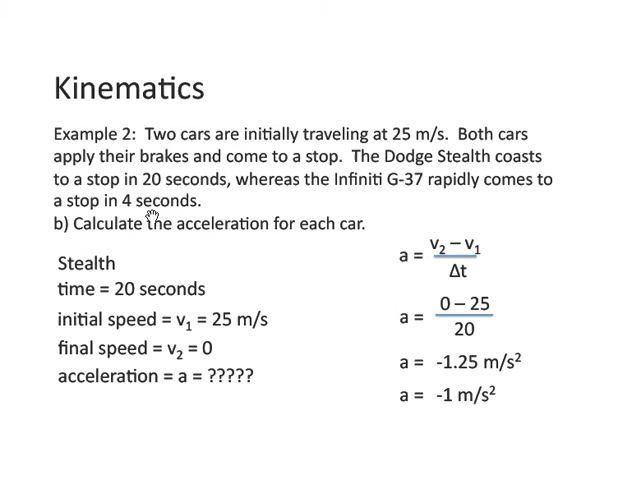 Kinematics
Example 2:  Two cars are initially traveling at 25 m/s.  Both cars
apply their brakes and come to a stop.  The Dodge Stealth coasts
to a stop in 20 seconds, whereas the Infiniti G-37 rapidly comes to
a stop in 4 seconds.
b) Calculate the acceleration for each car.
Stealth
time = 20 seconds
initial speed = v₁ = 25 m/s
final speed = v₂ = 0
acceleration = a = ?????
a = v₂ – v₁
Δt
a = 0 – 25
20
a = -1.25 m/s²
a = -1 m/s²